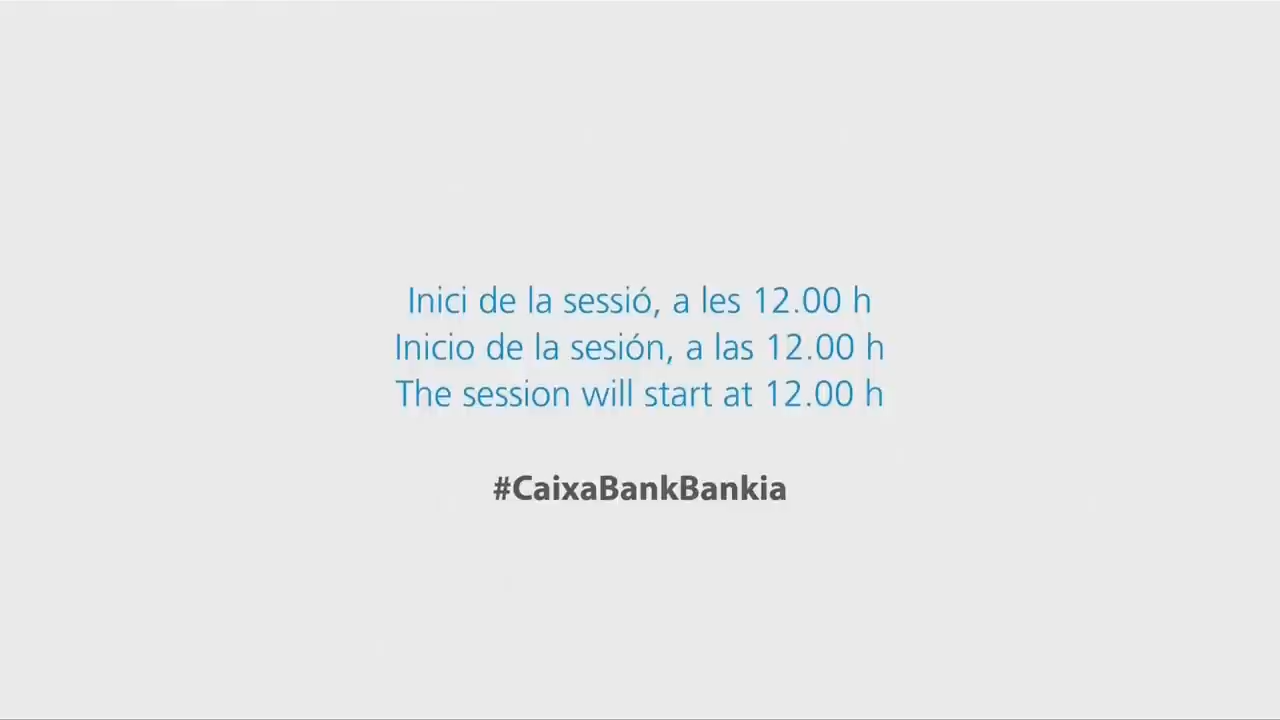 Inici de la sessió, a les 12.00 h
Inicio de la sesión, a las 12.00 h
The session will start at 12.00 h
#CaixaBankBankia